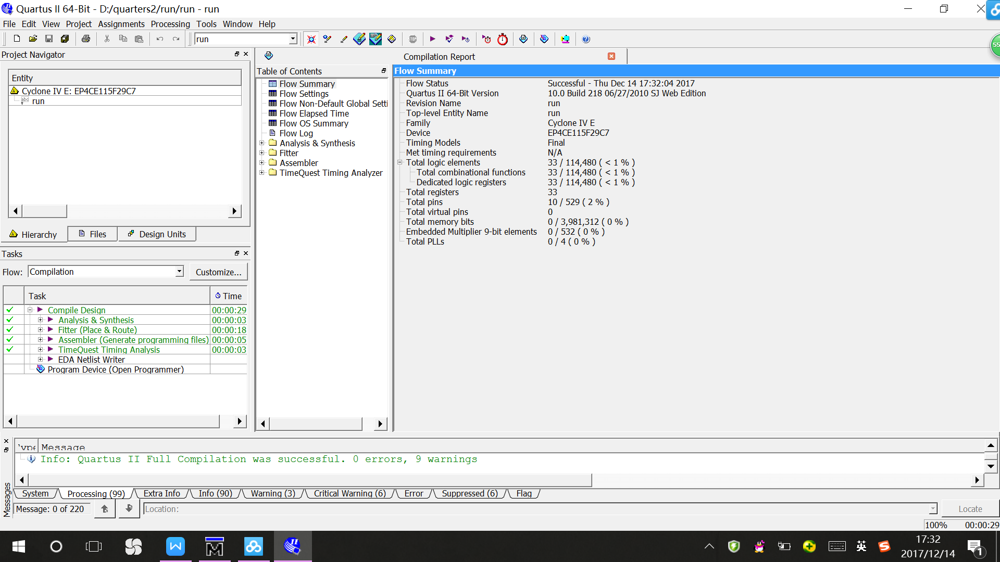 Quartus II 64-Bit - D:/quarters2/run/run - run
File Edit View Project Assignments Processing Tools Window Help
run
55
Project Navigator
Entity
Cyclone IV E: EP4CE115F29C7
run
Hierarchy
Files
Design Units
Tasks
Flow: Compilation Customize...
Task Time
Compile Design 00:00:29
Analysis & Synthesis 00:00:03
Fitter (Place & Route) 00:00:18
Assembler (Generate programming files) 00:00:05
TimeQuest Timing Analysis 00:00:03
EDA Netlist Writer
Program Device (Open Programmer)
Compilation Report
Table of Contents
Flow Summary
Flow Settings
Flow Non-Default Global Setti
Flow Elapsed Time
Flow OS Summary
Flow Log
Analysis & Synthesis
Fitter
Assembler
TimeQuest Timing Analyzer
Flow Summary
Flow Status Successful - Thu Dec 14 17:32:04 2017
Quartus II 64-Bit Version 10.0 Build 218 06/27/2010 SJ Web Edition
Revision Name run
Top-level Entity Name run
Family Cyclone IV E
Device EP4CE115F29C7
Timing Models Final
Met timing requirements N/A
Total logic elements 33 / 114,480 ( < 1 % )
Total combinational functions 33 / 114,480 ( < 1 % )
Dedicated logic registers 33 / 114,480 ( < 1 % )
Total registers 33
Total pins 10 / 529 ( 2 % )
Total virtual pins 0
Total memory bits 0 / 3,981,312 ( 0 % )
Embedded Multiplier 9-bit elements 0 / 532 ( 0 % )
Total PLLs 0 / 4 ( 0 % )
Type Message
Info: Quartus II Full Compilation was successful. 0 errors, 9 warnings
System Processing (99) Extra Info Info (90) Warning (3) Critical Warning (6) Error Suppressed (6) Flag
Messages
Message: 0 of 220 Location: Locate
100% 00:00:29
英
17:32
2017/12/14
1